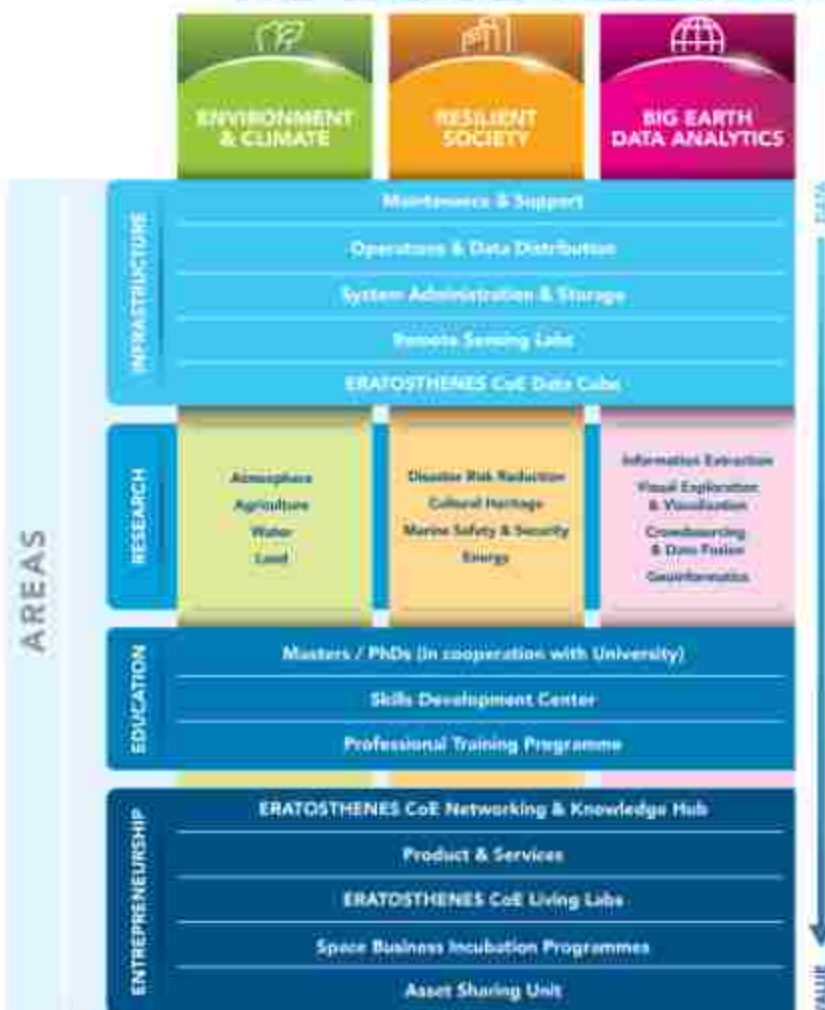 ENVIRONMENT
& CLIMATE
RESILIENT
SOCIETY
BIG EARTH
DATA ANALYTICS
DATA
AREAS
INFRASTRUCTURE
Maintenance & Support
Operations & Data Distribution
System Administration & Storage
Remote Sensing Labs
ERATOSTHENES CoE Data Cube
RESEARCH
Atmosphere
Agriculture
Water
Land
Disaster Risk Reduction
Cultural Heritage
Marine Safety & Security
Energy
Information Extraction
Visual Exploration
& Visualization
Crowdsourcing
& Data Fusion
Geoinformatics
EDUCATION
Masters / PhDs (in cooperation with University)
Skills Development Center
Professional Training Programme
ENTREPRENEURSHIP
ERATOSTHENES CoE Networking & Knowledge Hub
Product & Services
ERATOSTHENES CoE Living Labs
Space Business Incubation Programmes
Asset Sharing Unit
VALUE